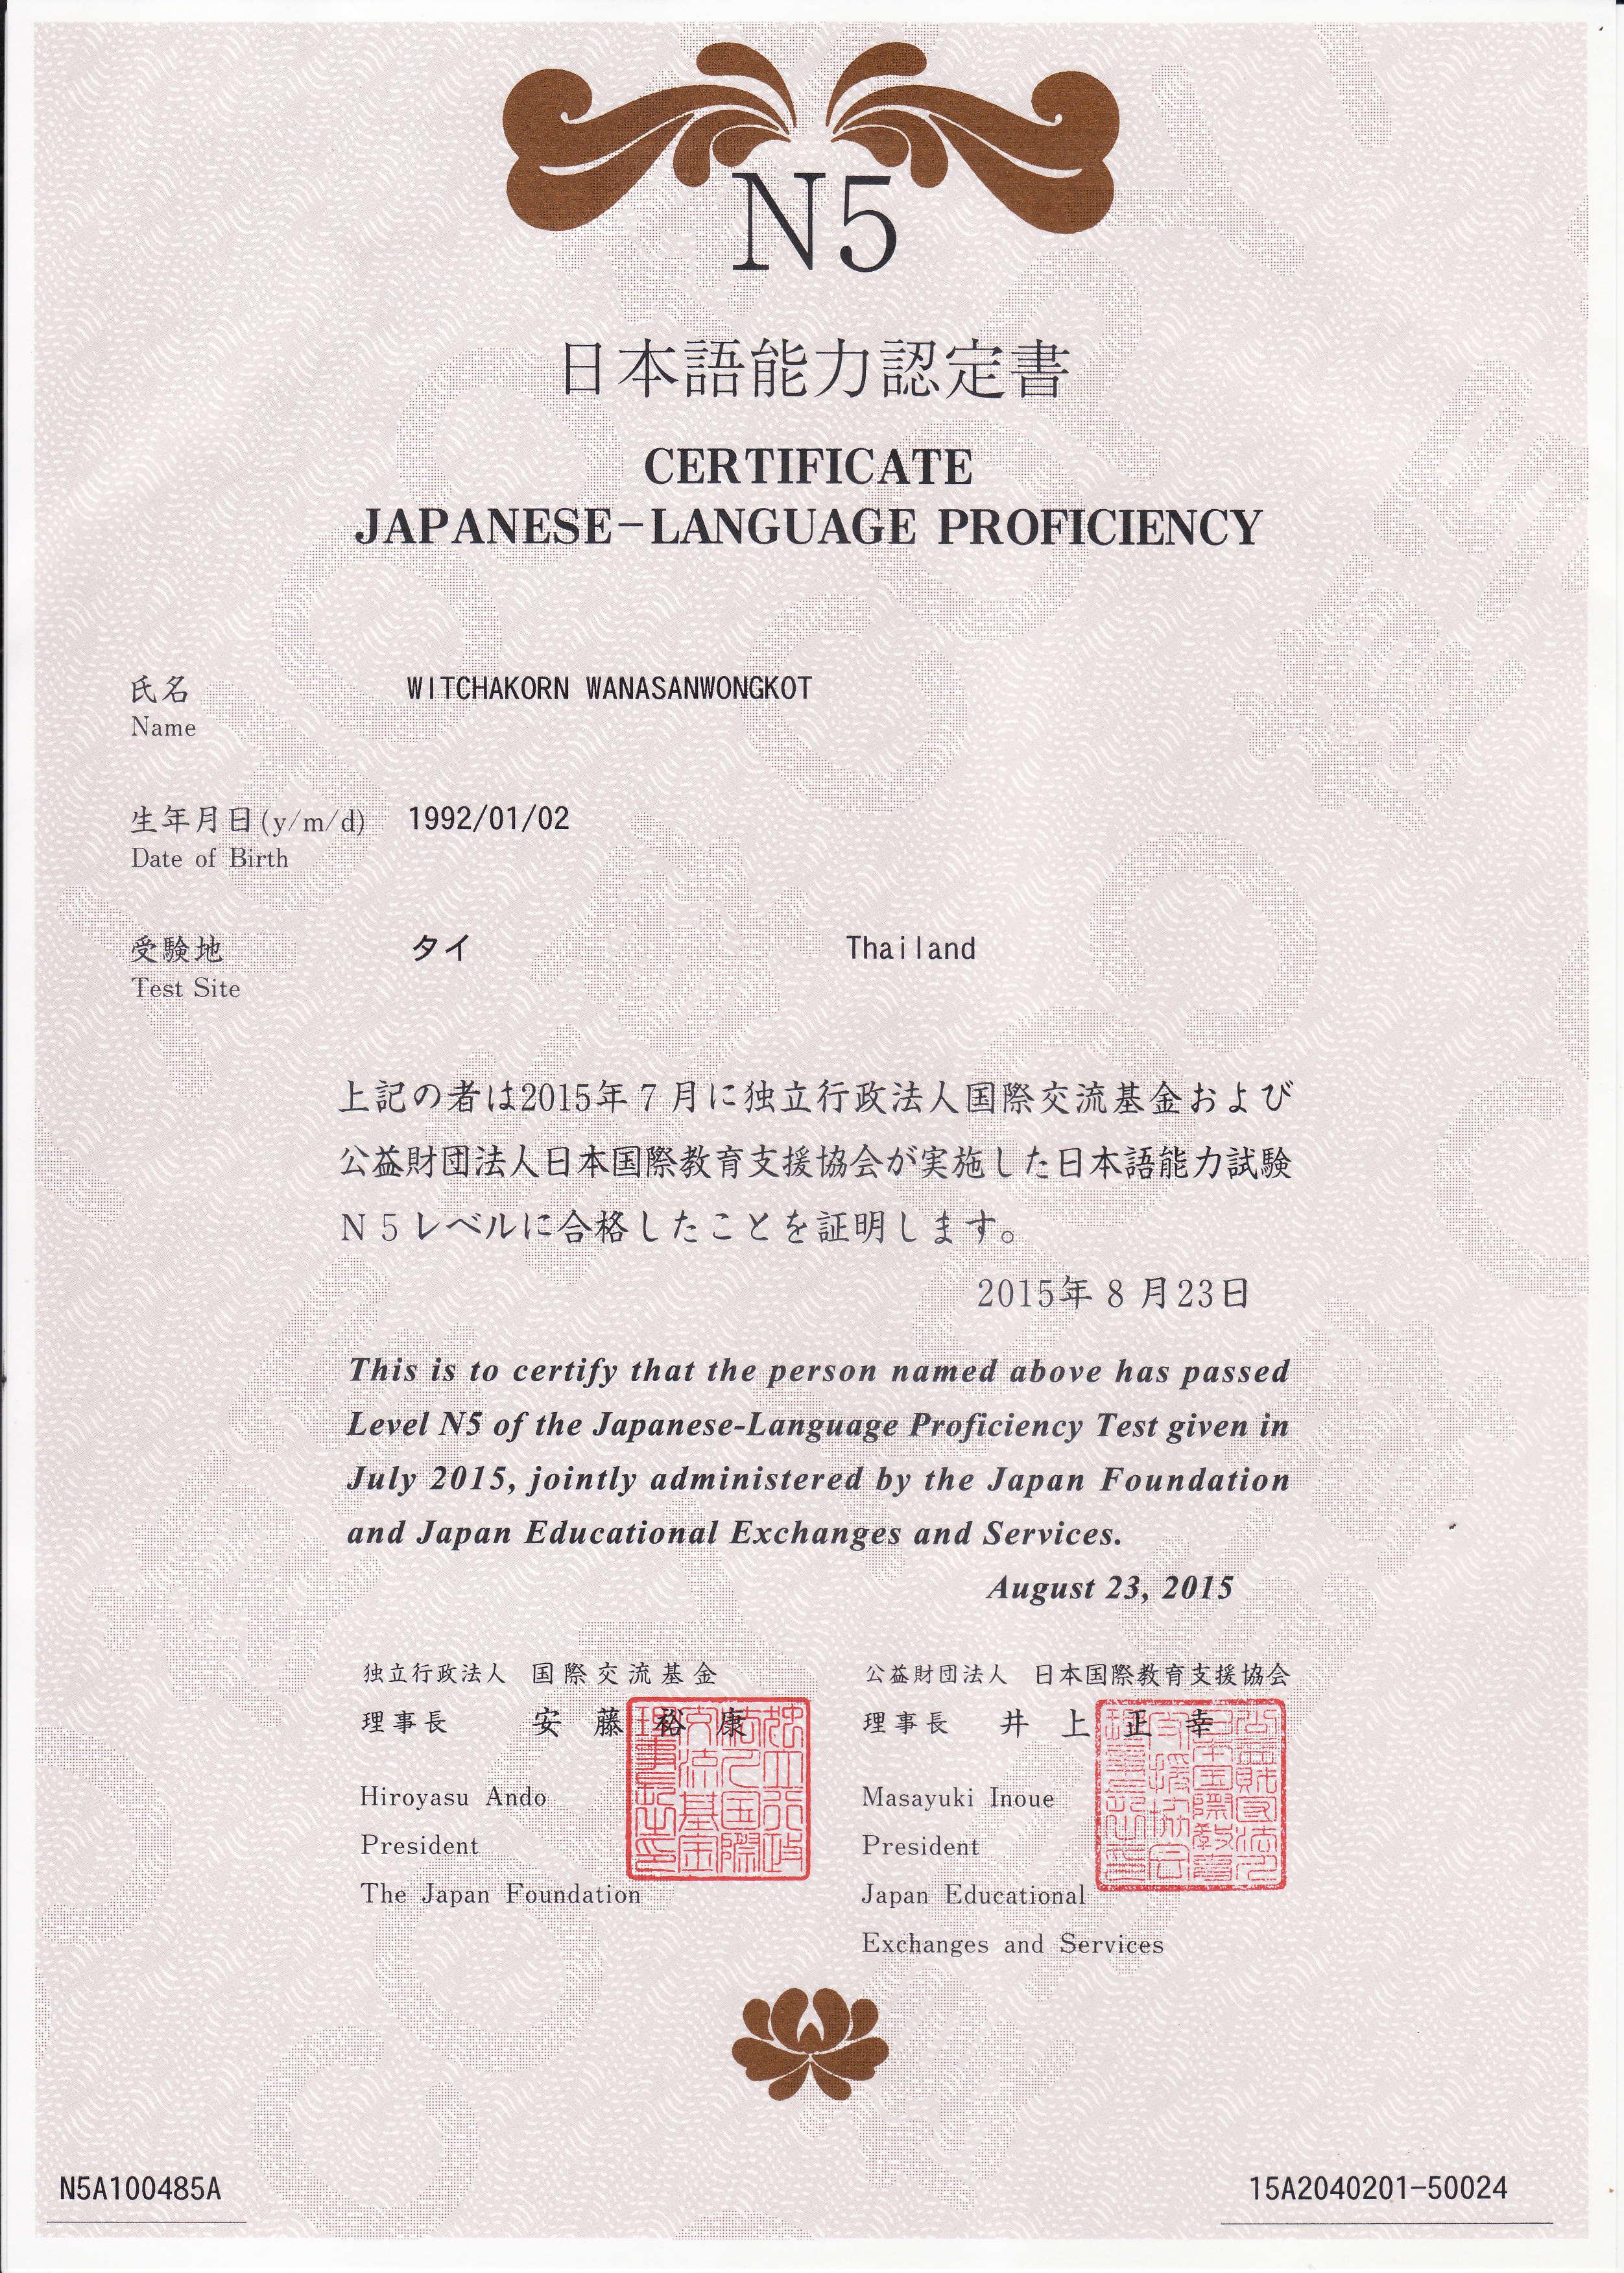 N5
日本語能力認定書
CERTIFICATE
JAPANESE-LANGUAGE PROFICIENCY
氏名 WITCHAKORN WANASANWONGKOT
Name
生年月日(y/m/d) 1992/01/02
Date of Birth
受験地 タイ Thailand
Test Site
上記の者は2015年7月に独立行政法人国際交流基金および
公益財団法人日本国際教育支援協会が実施した日本語能力試験
N5レベルに合格したことを証明します。
2015年8月23日
This is to certify that the person named above has passed
Level N5 of the Japanese-Language Proficiency Test given in
July 2015, jointly administered by the Japan Foundation
and Japan Educational Exchanges and Services.
August 23, 2015
独立行政法人 国際交流基金 公益財団法人 日本国際教育支援協会
理事長 安藤裕康 理事長 井上正幸
Hiroyasu Ando Masayuki Inoue
President President
The Japan Foundation Japan Educational
Exchanges and Services
N5A100485A 15A2040201-50024